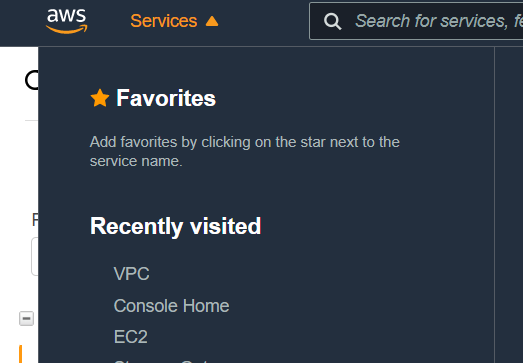 aws
Services
Search for services,
Favorites
Add favorites by clicking on the star next to the
service name.
Recently visited
VPC
Console Home
EC2